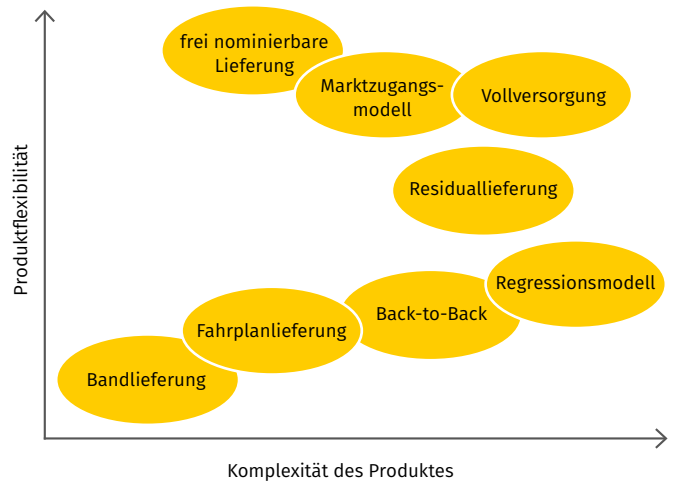 frei nominierbare
Lieferung
Marktzugangs-
modell
Vollversorgung
Residuallieferung
Regressionsmodell
Back-to-Back
Fahrplanlieferung
Bandlieferung
Produktflexibilität
Komplexität des Produktes